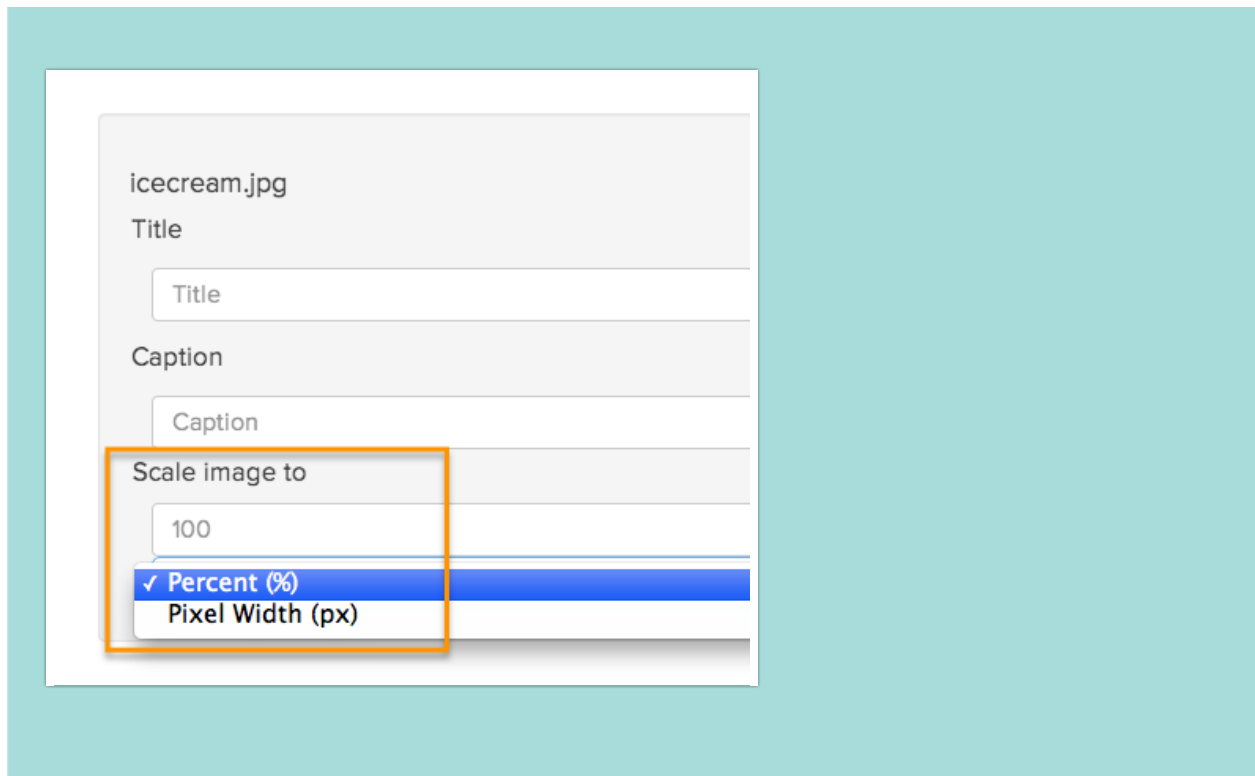 icecream.jpg
Title
Title
Caption
Caption
Scale image to
100
✓ Percent (%)
Pixel Width (px)